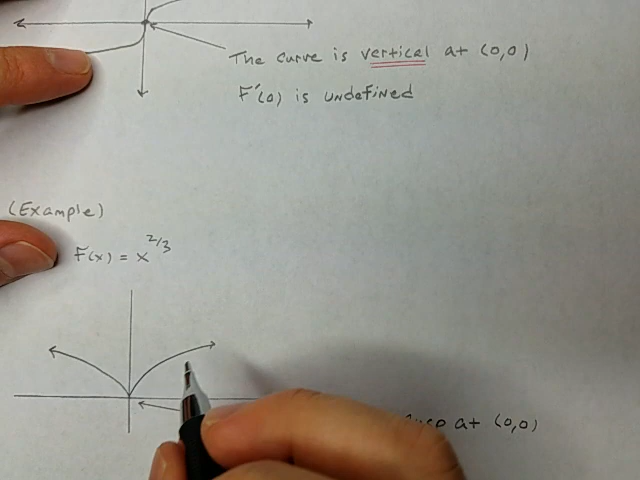 The curve is vertical at (0,0)
F'(0) is undefined
(Example)
F(x) = x^2/3
at (0,0)